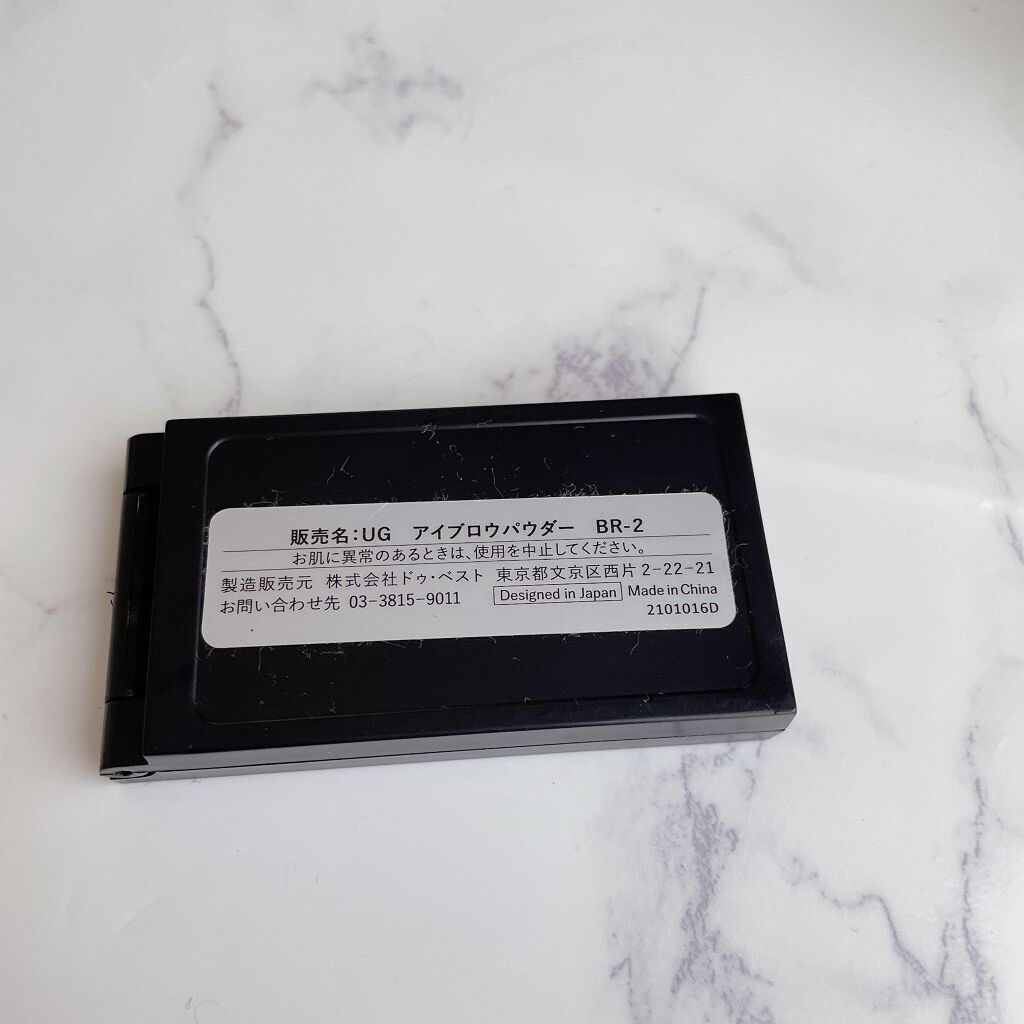 販売名:UG アイブロウパウダー BR-2
お肌に異常のあるときは、使用を中止してください。
製造販売元 株式会社ドゥ・ベスト 東京都文京区西片2-22-21
お問い合わせ先 03-3815-9011 Designed in Japan Made in China
2101016D